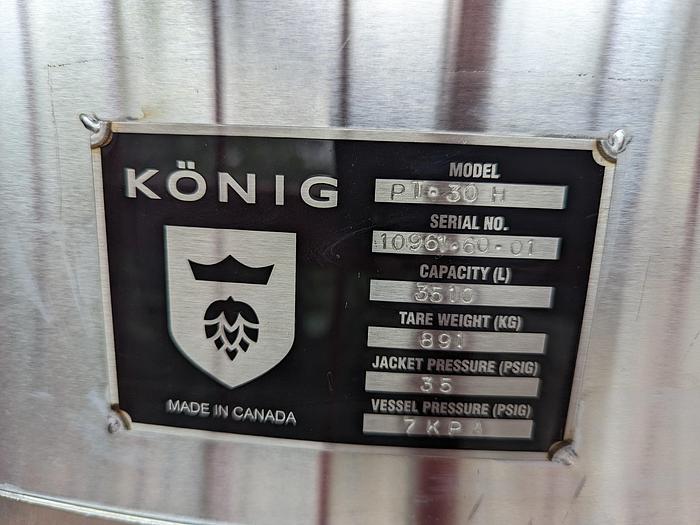 KÖNIG
MADE IN CANADA
MODEL
PT-30 H
SERIAL NO.
10961-60-01
CAPACITY (L)
3510
TARE WEIGHT (KG)
891
JACKET PRESSURE (PSIG)
35
VESSEL PRESSURE (PSIG)
7 KPA